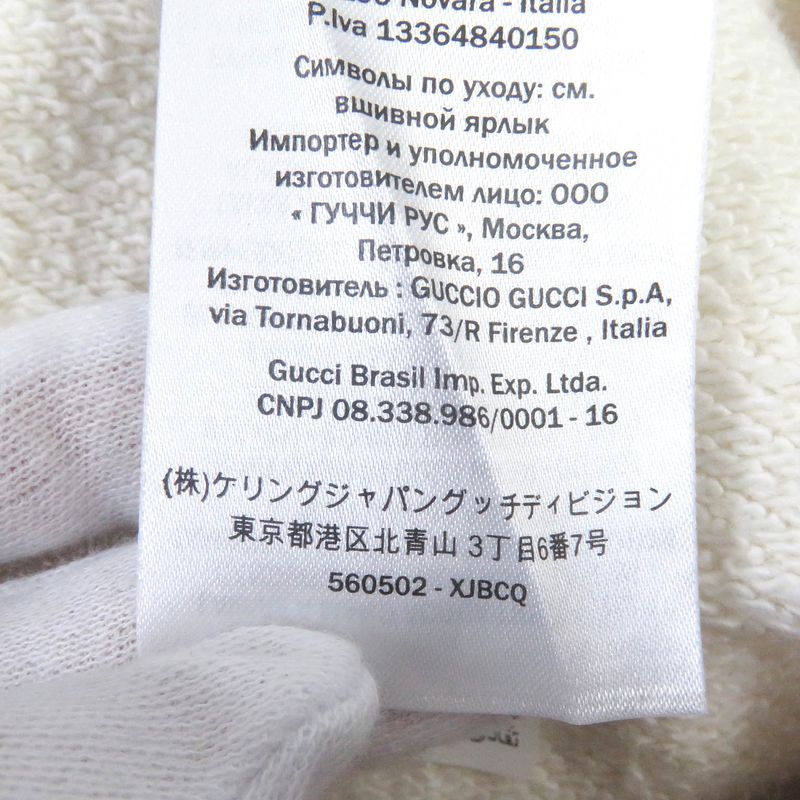 Novara - Italia
P.Iva 13364840150
Символы по уходу: см.
вшивной ярлык
Импортер и уполномоченное
изготовителем лицо: ООО
« ГУЧЧИ РУС », Москва,
Петровка, 16
Изготовитель : GUCCIO GUCCI S.p.A,
via Tornabuoni, 73/R Firenze , Italia
Gucci Brasil Imp. Exp. Ltda.
CNPJ 08.338.986/0001 - 16
(株)ケリングジャパングッチディビジョン
東京都港区北青山 3丁目6番7号
560502 - XJBCQ